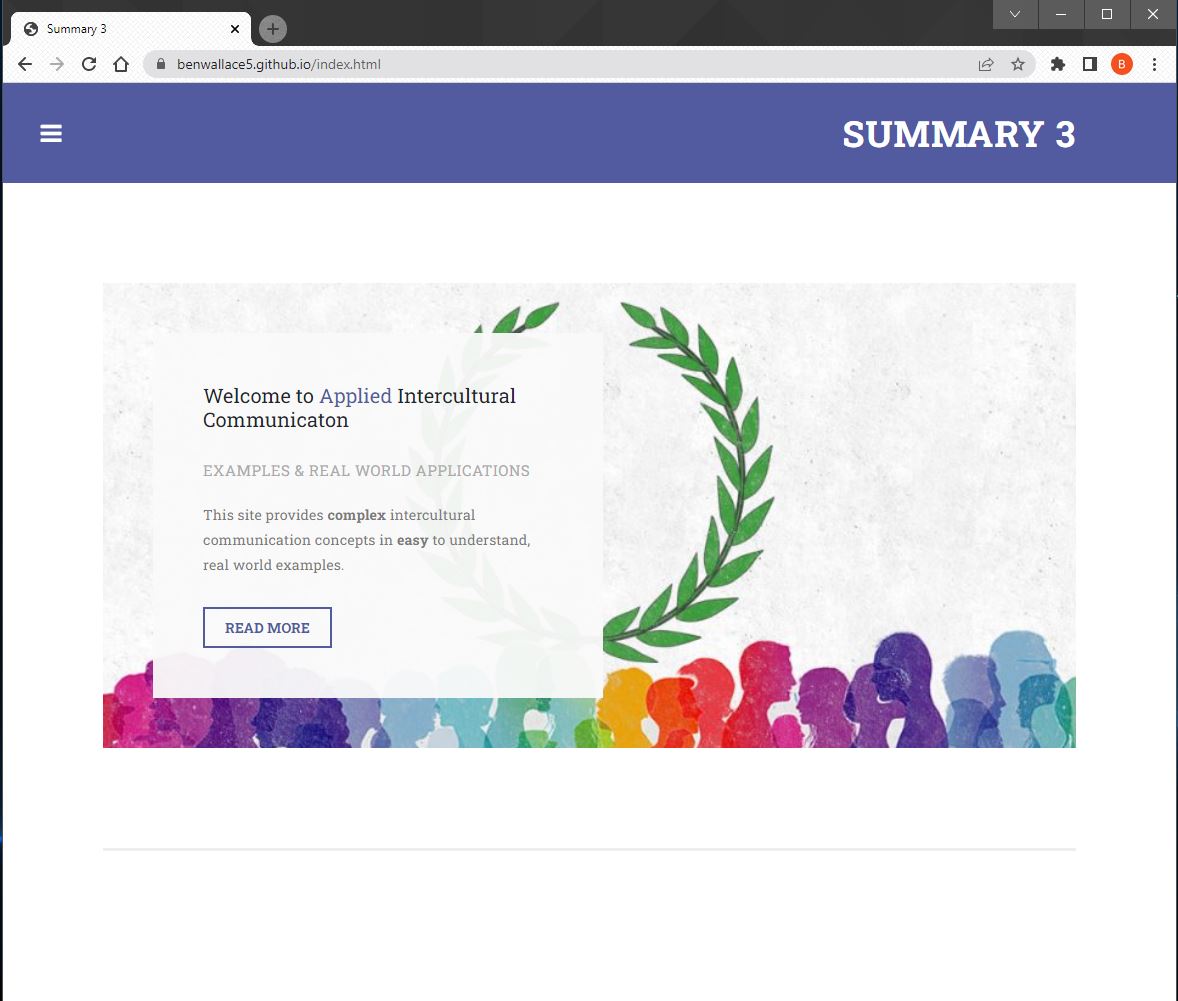 Summary 3
benwallace5.github.io/index.html
B
SUMMARY 3
Welcome to Applied Intercultural
Communicaton
EXAMPLES & REAL WORLD APPLICATIONS
This site provides complex intercultural
communication concepts in easy to understand,
real world examples.
READ MORE